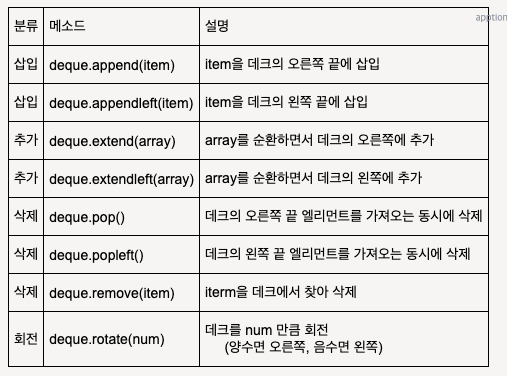 분류 메소드 설명
apption
삽입 deque.append(item) item을 데크의 오른쪽 끝에 삽입
삽입 deque.appendleft(item) item을 데크의 왼쪽 끝에 삽입
추가 deque.extend(array) array를 순환하면서 데크의 오른쪽에 추가
추가 deque.extendleft(array) array를 순환하면서 데크의 왼쪽에 추가
삭제 deque.pop() 데크의 오른쪽 끝 엘리먼트를 가져오는 동시에 삭제
삭제 deque.popleft() 데크의 왼쪽 끝 엘리먼트를 가져오는 동시에 삭제
삭제 deque.remove(item) iterm을 데크에서 찾아 삭제
회전 deque.rotate(num) 데크를 num 만큼 회전
(양수면 오른쪽, 음수면 왼쪽)